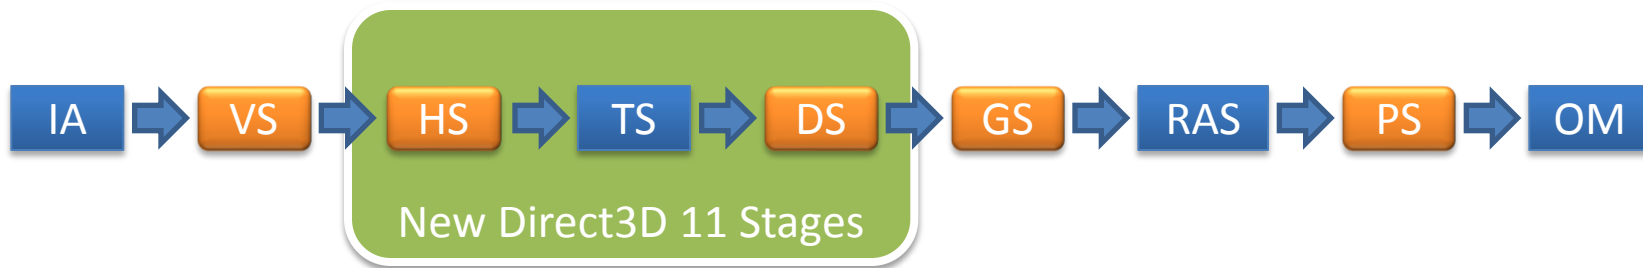 IA VS HS TS DS GS RAS PS OM
New Direct3D 11 Stages